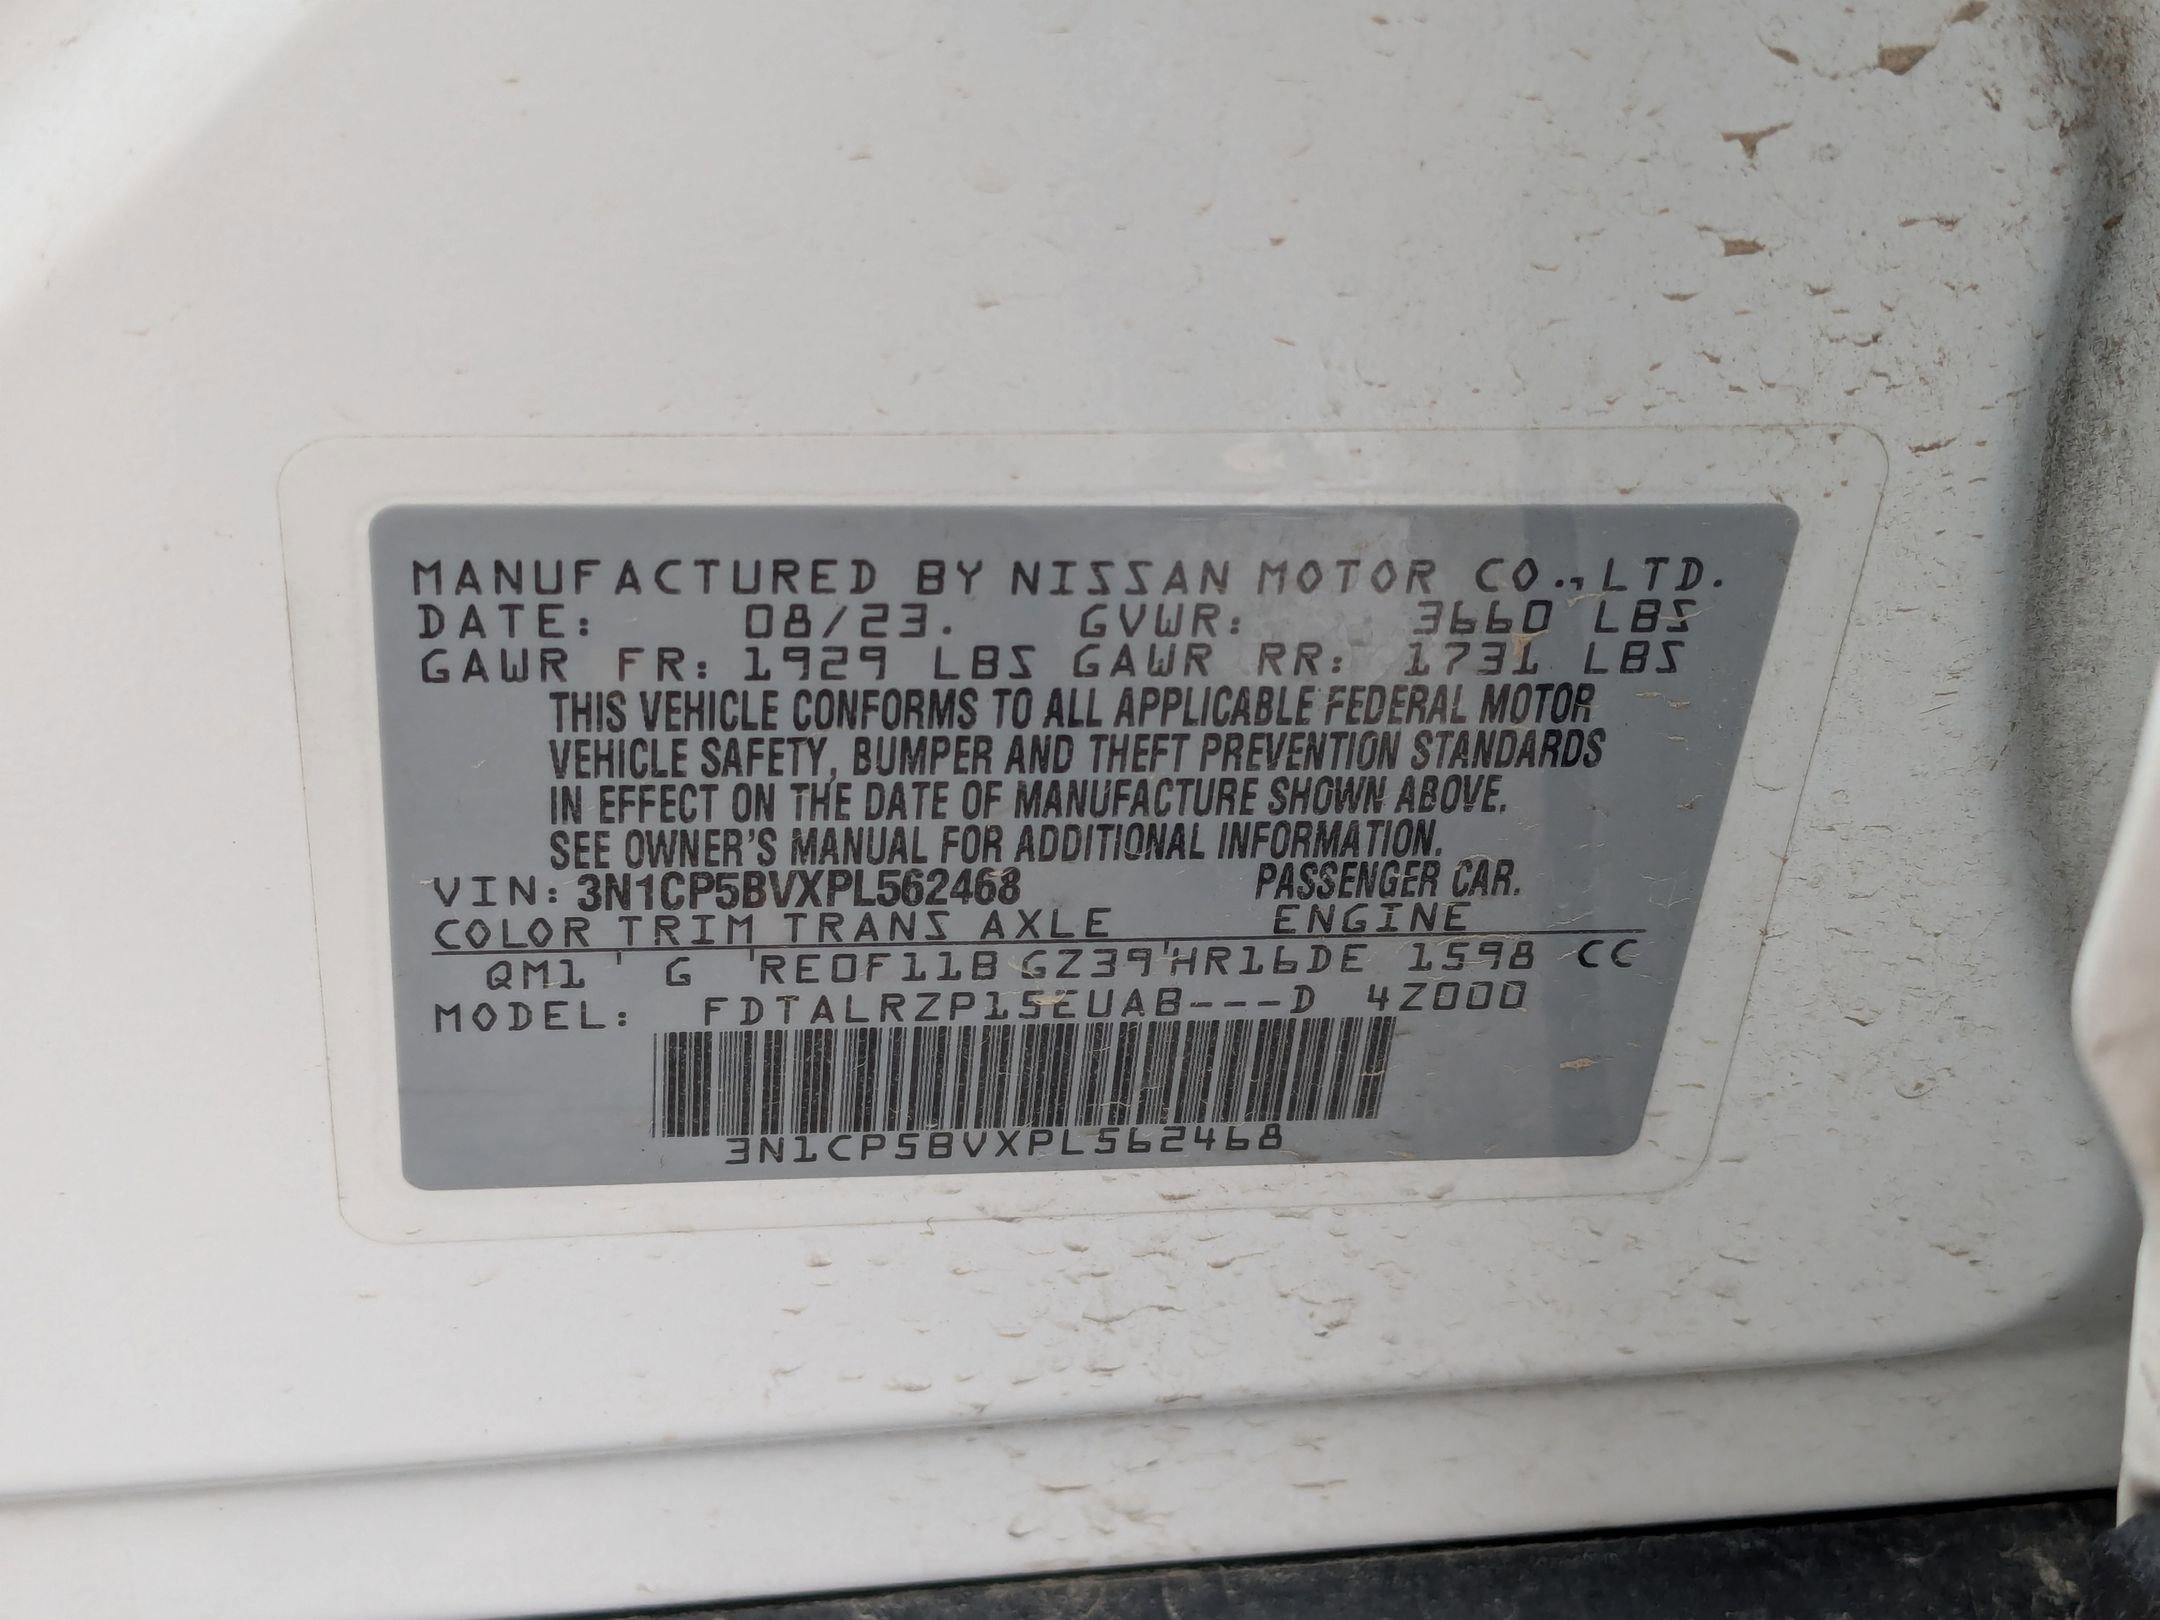 MANUFACTURED BY NISSAN MOTOR CO.,LTD.
DATE: 08/23. GVWR: 3660 LBS
GAWR FR: 1929 LBS GAWR RR: 1731 LBS
THIS VEHICLE CONFORMS TO ALL APPLICABLE FEDERAL MOTOR
VEHICLE SAFETY, BUMPER AND THEFT PREVENTION STANDARDS
IN EFFECT ON THE DATE OF MANUFACTURE SHOWN ABOVE.
SEE OWNER'S MANUAL FOR ADDITIONAL INFORMATION.
VIN: 3N1CP5BVXPL562468 PASSENGER CAR.
COLOR TRIM TRANS AXLE ENGINE
QM1 ' G 'RE0F11B GZ39'HR16DE 1598 CC
MODEL: FDTALRZP15EUAB---D 4Z000
3N1CP5BVXPL562468